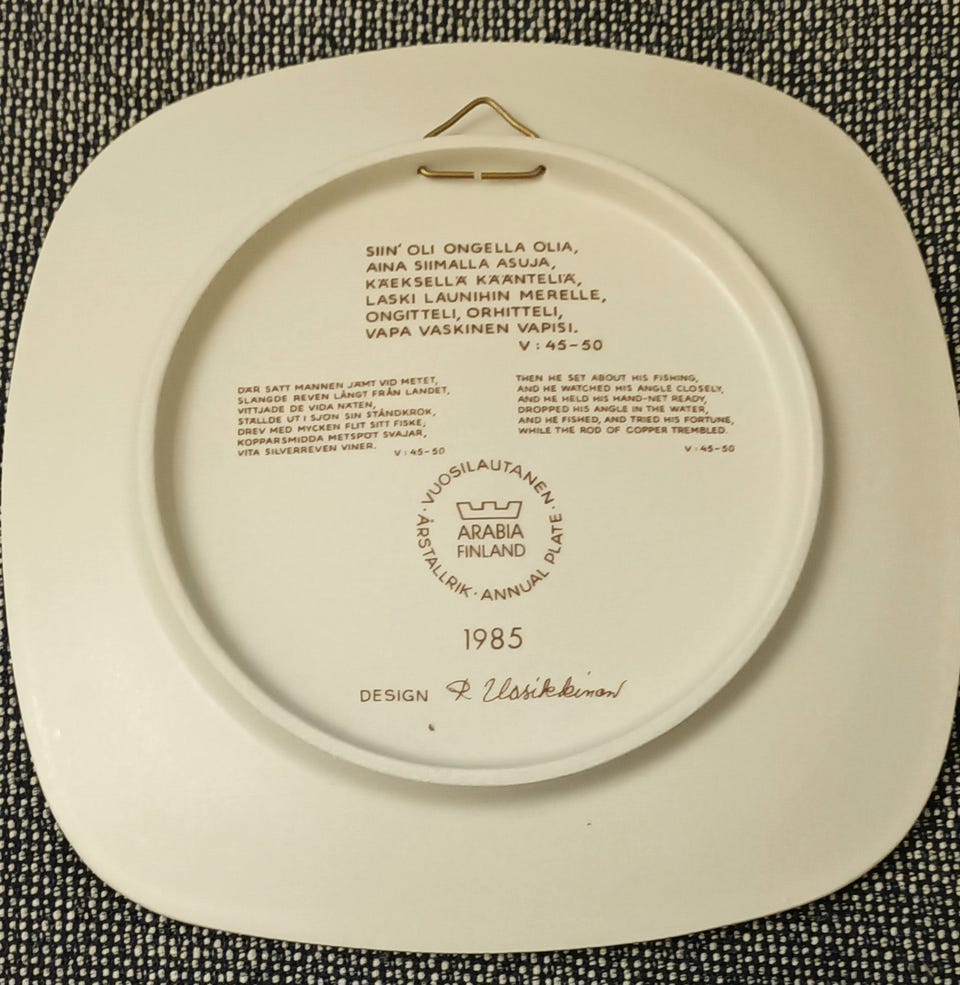 SIIN' OLI ONGELLA OLIA,
AINA SIIMALLA ASUJA,
KÄEKSELLÄ KÄÄNTELIÄ,
LASKI LAUNIHIN MERELLE,
ONGITTELI, ORHITTELI,
VAPA VASKINEN VAPISI.
V : 45-50
DÄR SATT MANNEN JÄMT VID METET,
SLÄNGDE REVEN LÅNGT FRÅN LANDET,
VITTJADE DE VIDA NÄTEN,
STÄLLDE UT I SJÖN SIN STÅNDKROK,
DREV MED MYCKEN FLIT SITT FISKE;
KOPPARSMIDDA METSPÖT SVAJAR,
VITA SILVERREVEN VINER.
V : 45-50
THEN HE SET ABOUT HIS FISHING,
AND HE WATCHED HIS ANGLE CLOSELY,
AND HE HELD HIS HAND-NET READY,
DROPPED HIS ANGLE IN THE WATER,
AND HE FISHED, AND TRIED HIS FORTUNE,
WHILE THE ROD OF COPPER TREMBLED.
V : 45-50
· VUOSILAUTANEN · ANNUAL PLATE · ÅRSTALLRIK
ARABIA
FINLAND
1985
DESIGN R Uosikkinen